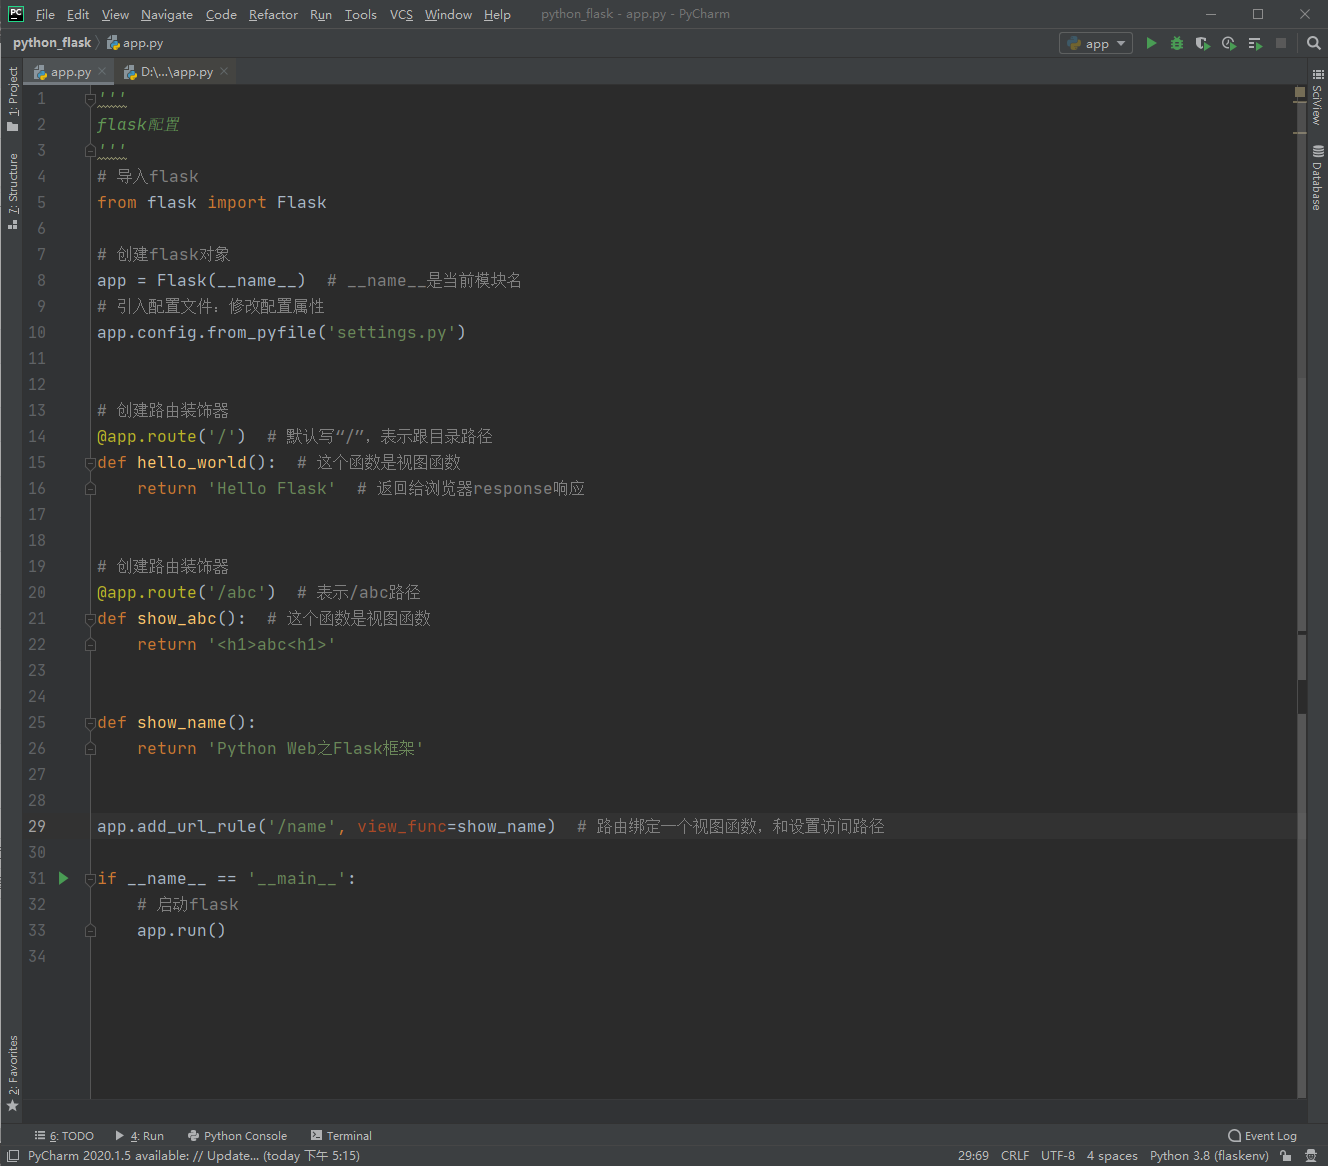 PC File Edit View Navigate Code Refactor Run Tools VCS Window Help python_flask - app.py - PyCharm
python_flask app.py app
app.py D:\...\app.py
1: Project
7: Structure
2: Favorites
SciView
Database
1 '''
2 flask配置
3 '''
4 # 导入flask
5 from flask import Flask
6
7 # 创建flask对象
8 app = Flask(__name__)  # __name__是当前模块名
9 # 引入配置文件：修改配置属性
10 app.config.from_pyfile('settings.py')
11
12
13 # 创建路由装饰器
14 @app.route('/')  # 默认写“/”，表示跟目录路径
15 def hello_world():  # 这个函数是视图函数
16     return 'Hello Flask'  # 返回给浏览器response响应
17
18
19 # 创建路由装饰器
20 @app.route('/abc')  # 表示/abc路径
21 def show_abc():  # 这个函数是视图函数
22     return '<h1>abc<h1>'
23
24
25 def show_name():
26     return 'Python Web之Flask框架'
27
28
29 app.add_url_rule('/name', view_func=show_name)  # 路由绑定一个视图函数，和设置访问路径
30
31 if __name__ == '__main__':
32     # 启动flask
33     app.run()
34
6: TODO 4: Run Python Console Terminal Event Log
PyCharm 2020.1.5 available: // Update... (today 下午 5:15) 29:69 CRLF UTF-8 4 spaces Python 3.8 (flaskenv)